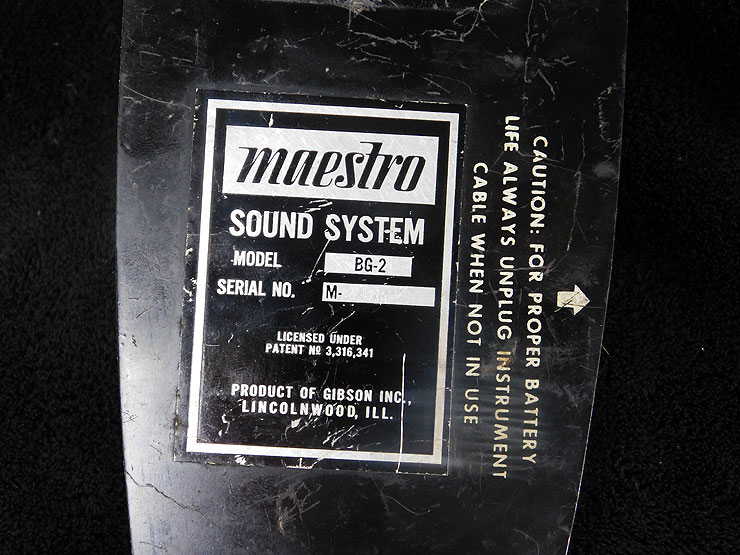 maestro
SOUND SYSTEM
MODEL BG-2
SERIAL NO. M-
LICENSED UNDER
PATENT Nº 3,316,341
PRODUCT OF GIBSON INC.,
LINCOLNWOOD, ILL.
CAUTION: FOR PROPER BATTERY
LIFE ALWAYS UNPLUG INSTRUMENT
CABLE WHEN NOT IN USE